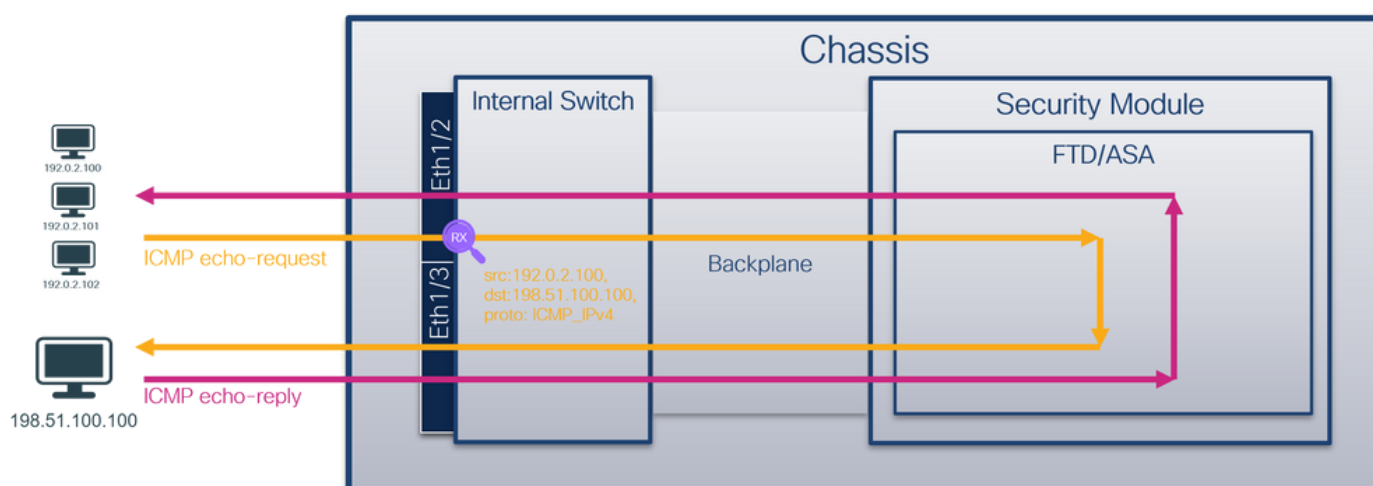 Chassis
Internal Switch
Security Module
FTD/ASA
Eth1/2
192.0.2.100
192.0.2.101
192.0.2.102
RX
ICMP echo-request
Backplane
Eth1/3
src:192.0.2.100,
dst:198.51.100.100,
proto: ICMP_IPv4
ICMP echo-reply
198.51.100.100